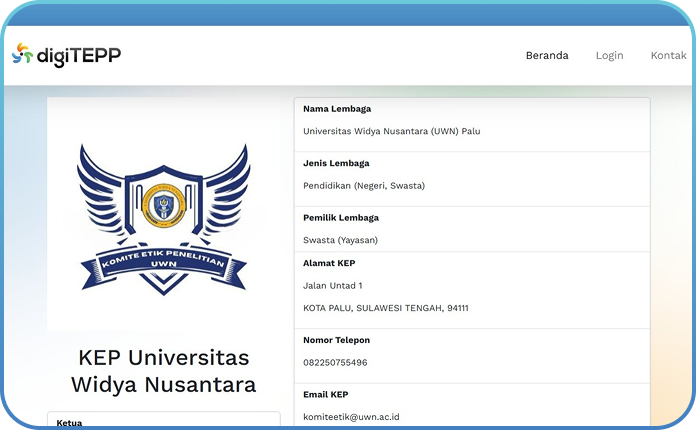 digiTEPP
Beranda
Login
Kontak
KOMITE ETIK PENELITIAN
UWN
KEP Universitas
Widya Nusantara
Ketua
Nama Lembaga
Universitas Widya Nusantara (UWN) Palu
Jenis Lembaga
Pendidikan (Negeri, Swasta)
Pemilik Lembaga
Swasta (Yayasan)
Alamat KEP
Jalan Untad 1
KOTA PALU, SULAWESI TENGAH, 94111
Nomor Telepon
082250755496
Email KEP
komiteetik@uwn.ac.id